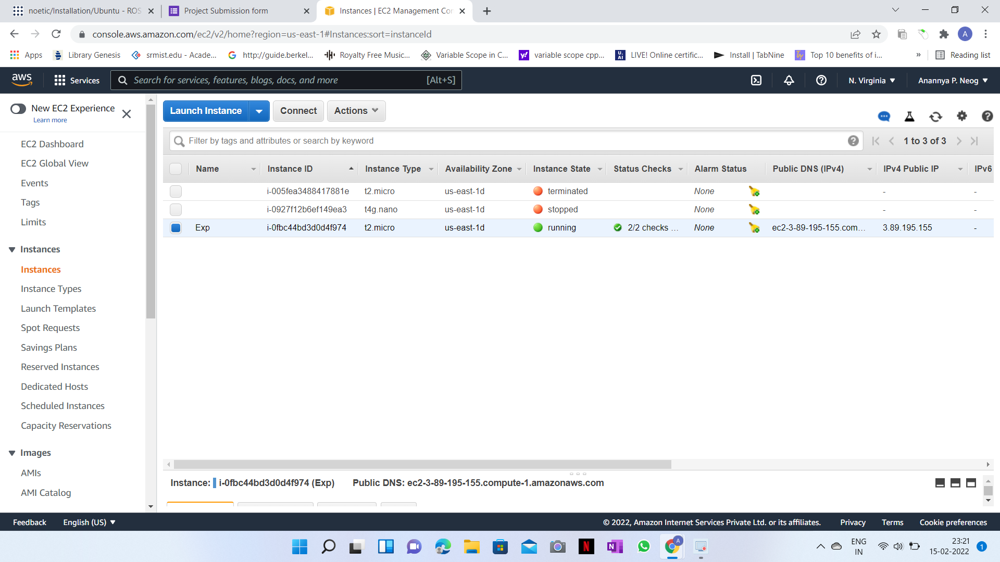 noetic/Installation/Ubuntu - ROS
Project Submission form
Instances | EC2 Management Con
console.aws.amazon.com/ec2/v2/home?region=us-east-1#Instances:sort=instanceId
A
Apps
Library Genesis
srmist.edu - Acade...
http://guide.berkel...
Royalty Free Music...
Variable Scope in C...
variable scope cpp...
LIVE! Online certific...
Install | TabNine
Top 10 benefits of i...
»
Reading list
aws
Services
Search for services, features, blogs, docs, and more
[Alt+S]
N. Virginia
Anannya P. Neog
New EC2 Experience
Learn more
EC2 Dashboard
EC2 Global View
Events
Tags
Limits
Instances
Instances
Instance Types
Launch Templates
Spot Requests
Savings Plans
Reserved Instances
Dedicated Hosts
Scheduled Instances
Capacity Reservations
Images
AMIs
AMI Catalog
Launch Instance
Connect
Actions
Filter by tags and attributes or search by keyword
1 to 3 of 3
Name Instance ID Instance Type Availability Zone Instance State Status Checks Alarm Status Public DNS (IPv4) IPv4 Public IP IPv6
i-005fea3488417881e t2.micro us-east-1d terminated None - -
i-0927f12b6ef149ea3 t4g.nano us-east-1d stopped None - -
Exp i-0fbc44bd3d0d4f974 t2.micro us-east-1d running 2/2 checks ... None ec2-3-89-195-155.com... 3.89.195.155 -
Instance: i-0fbc44bd3d0d4f974 (Exp) Public DNS: ec2-3-89-195-155.compute-1.amazonaws.com
Feedback
English (US)
© 2022, Amazon Internet Services Private Ltd. or its affiliates.
Privacy
Terms
Cookie preferences
ENG
IN
23:21
15-02-2022
1